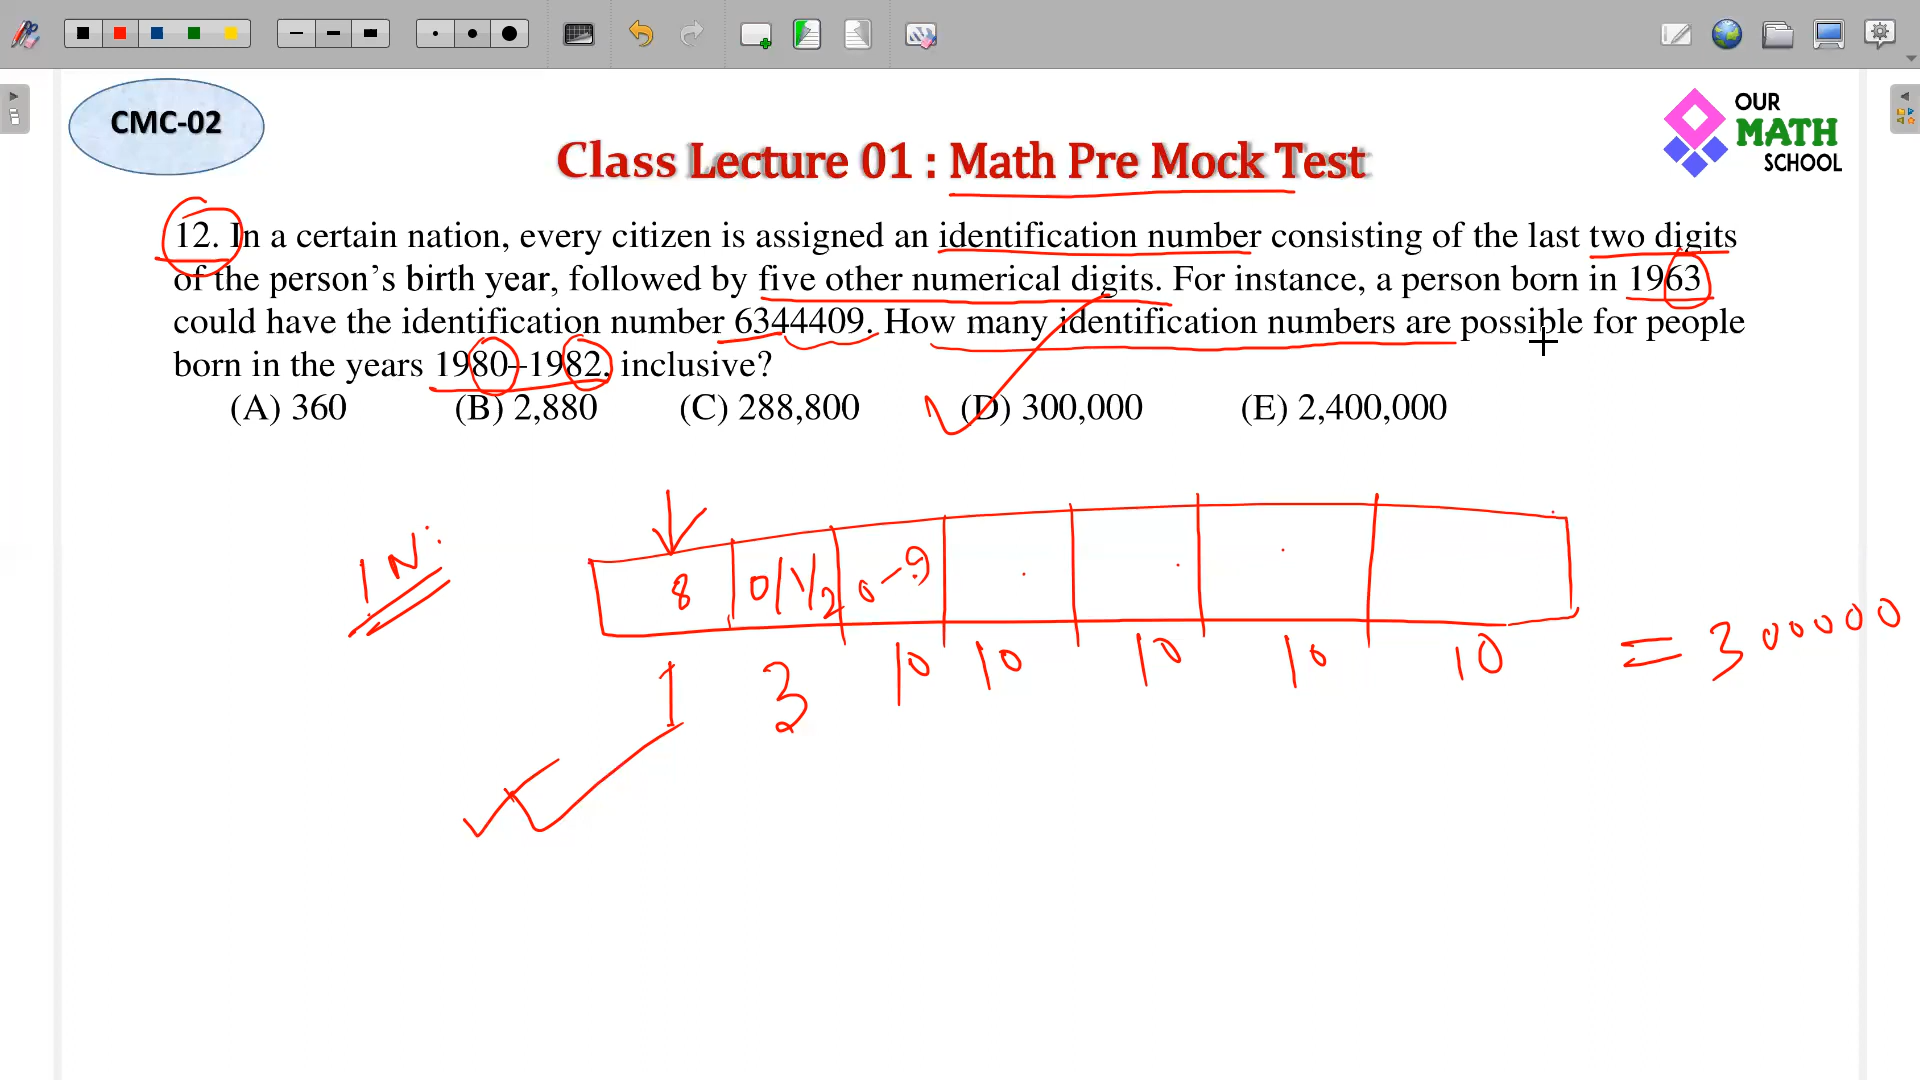 CMC-02
OUR
MATH
SCHOOL
Class Lecture 01 : Math Pre Mock Test
12. In a certain nation, every citizen is assigned an identification number consisting of the last two digits
of the person's birth year, followed by five other numerical digits. For instance, a person born in 1963
could have the identification number 6344409. How many identification numbers are possible for people
born in the years 1980–1982, inclusive?
(A) 360 (B) 2,880 (C) 288,800 (D) 300,000 (E) 2,400,000
IN:
8 0/1/2 0-9
1 3 10 10 10 10 10 = 300000